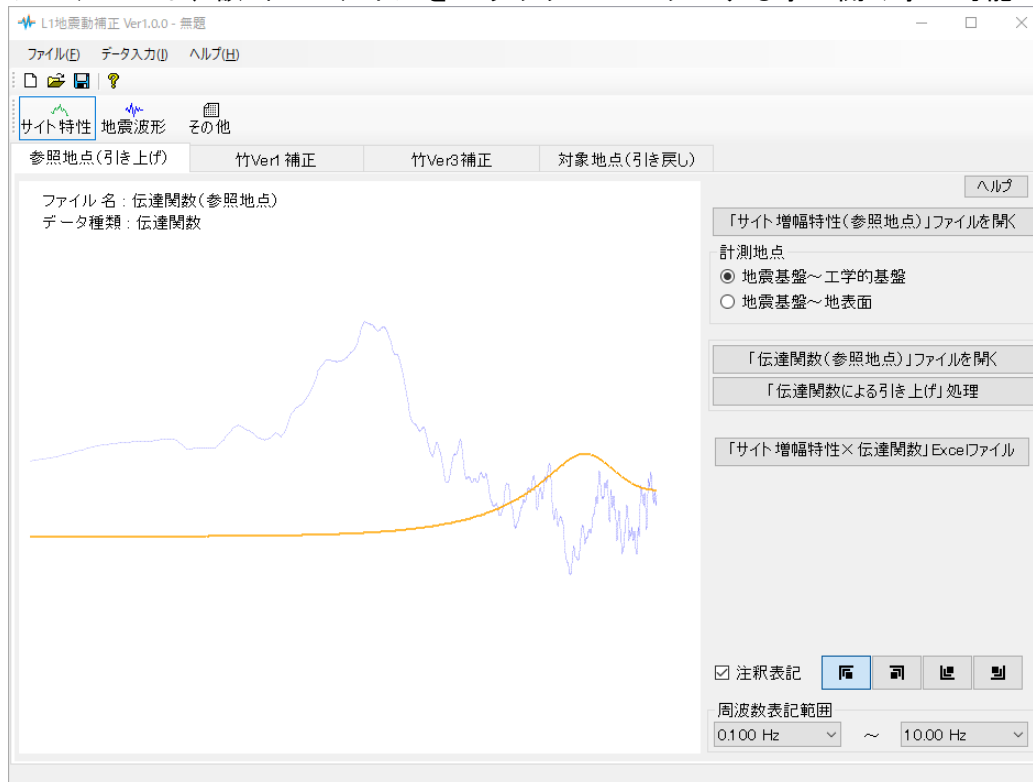 L1地震動補正 Ver1.0.0 - 無題
ファイル(F) データ入力(I) ヘルプ(H)
サイト特性 地震波形 その他
参照地点(引き上げ) 竹Ver1 補正 竹Ver3補正 対象地点(引き戻し)
ファイル 名 : 伝達関数(参照地点)
データ種類 : 伝達関数
ヘルプ
「サイト増幅特性(参照地点)」ファイルを開く
計測地点
地震基盤~工学的基盤
地震基盤~地表面
「伝達関数(参照地点)」ファイルを開く
「伝達関数による引き上げ」処理
「サイト増幅特性×伝達関数」Excelファイル
注釈表記
周波数表記範囲
0.100 Hz ~ 10.00 Hz